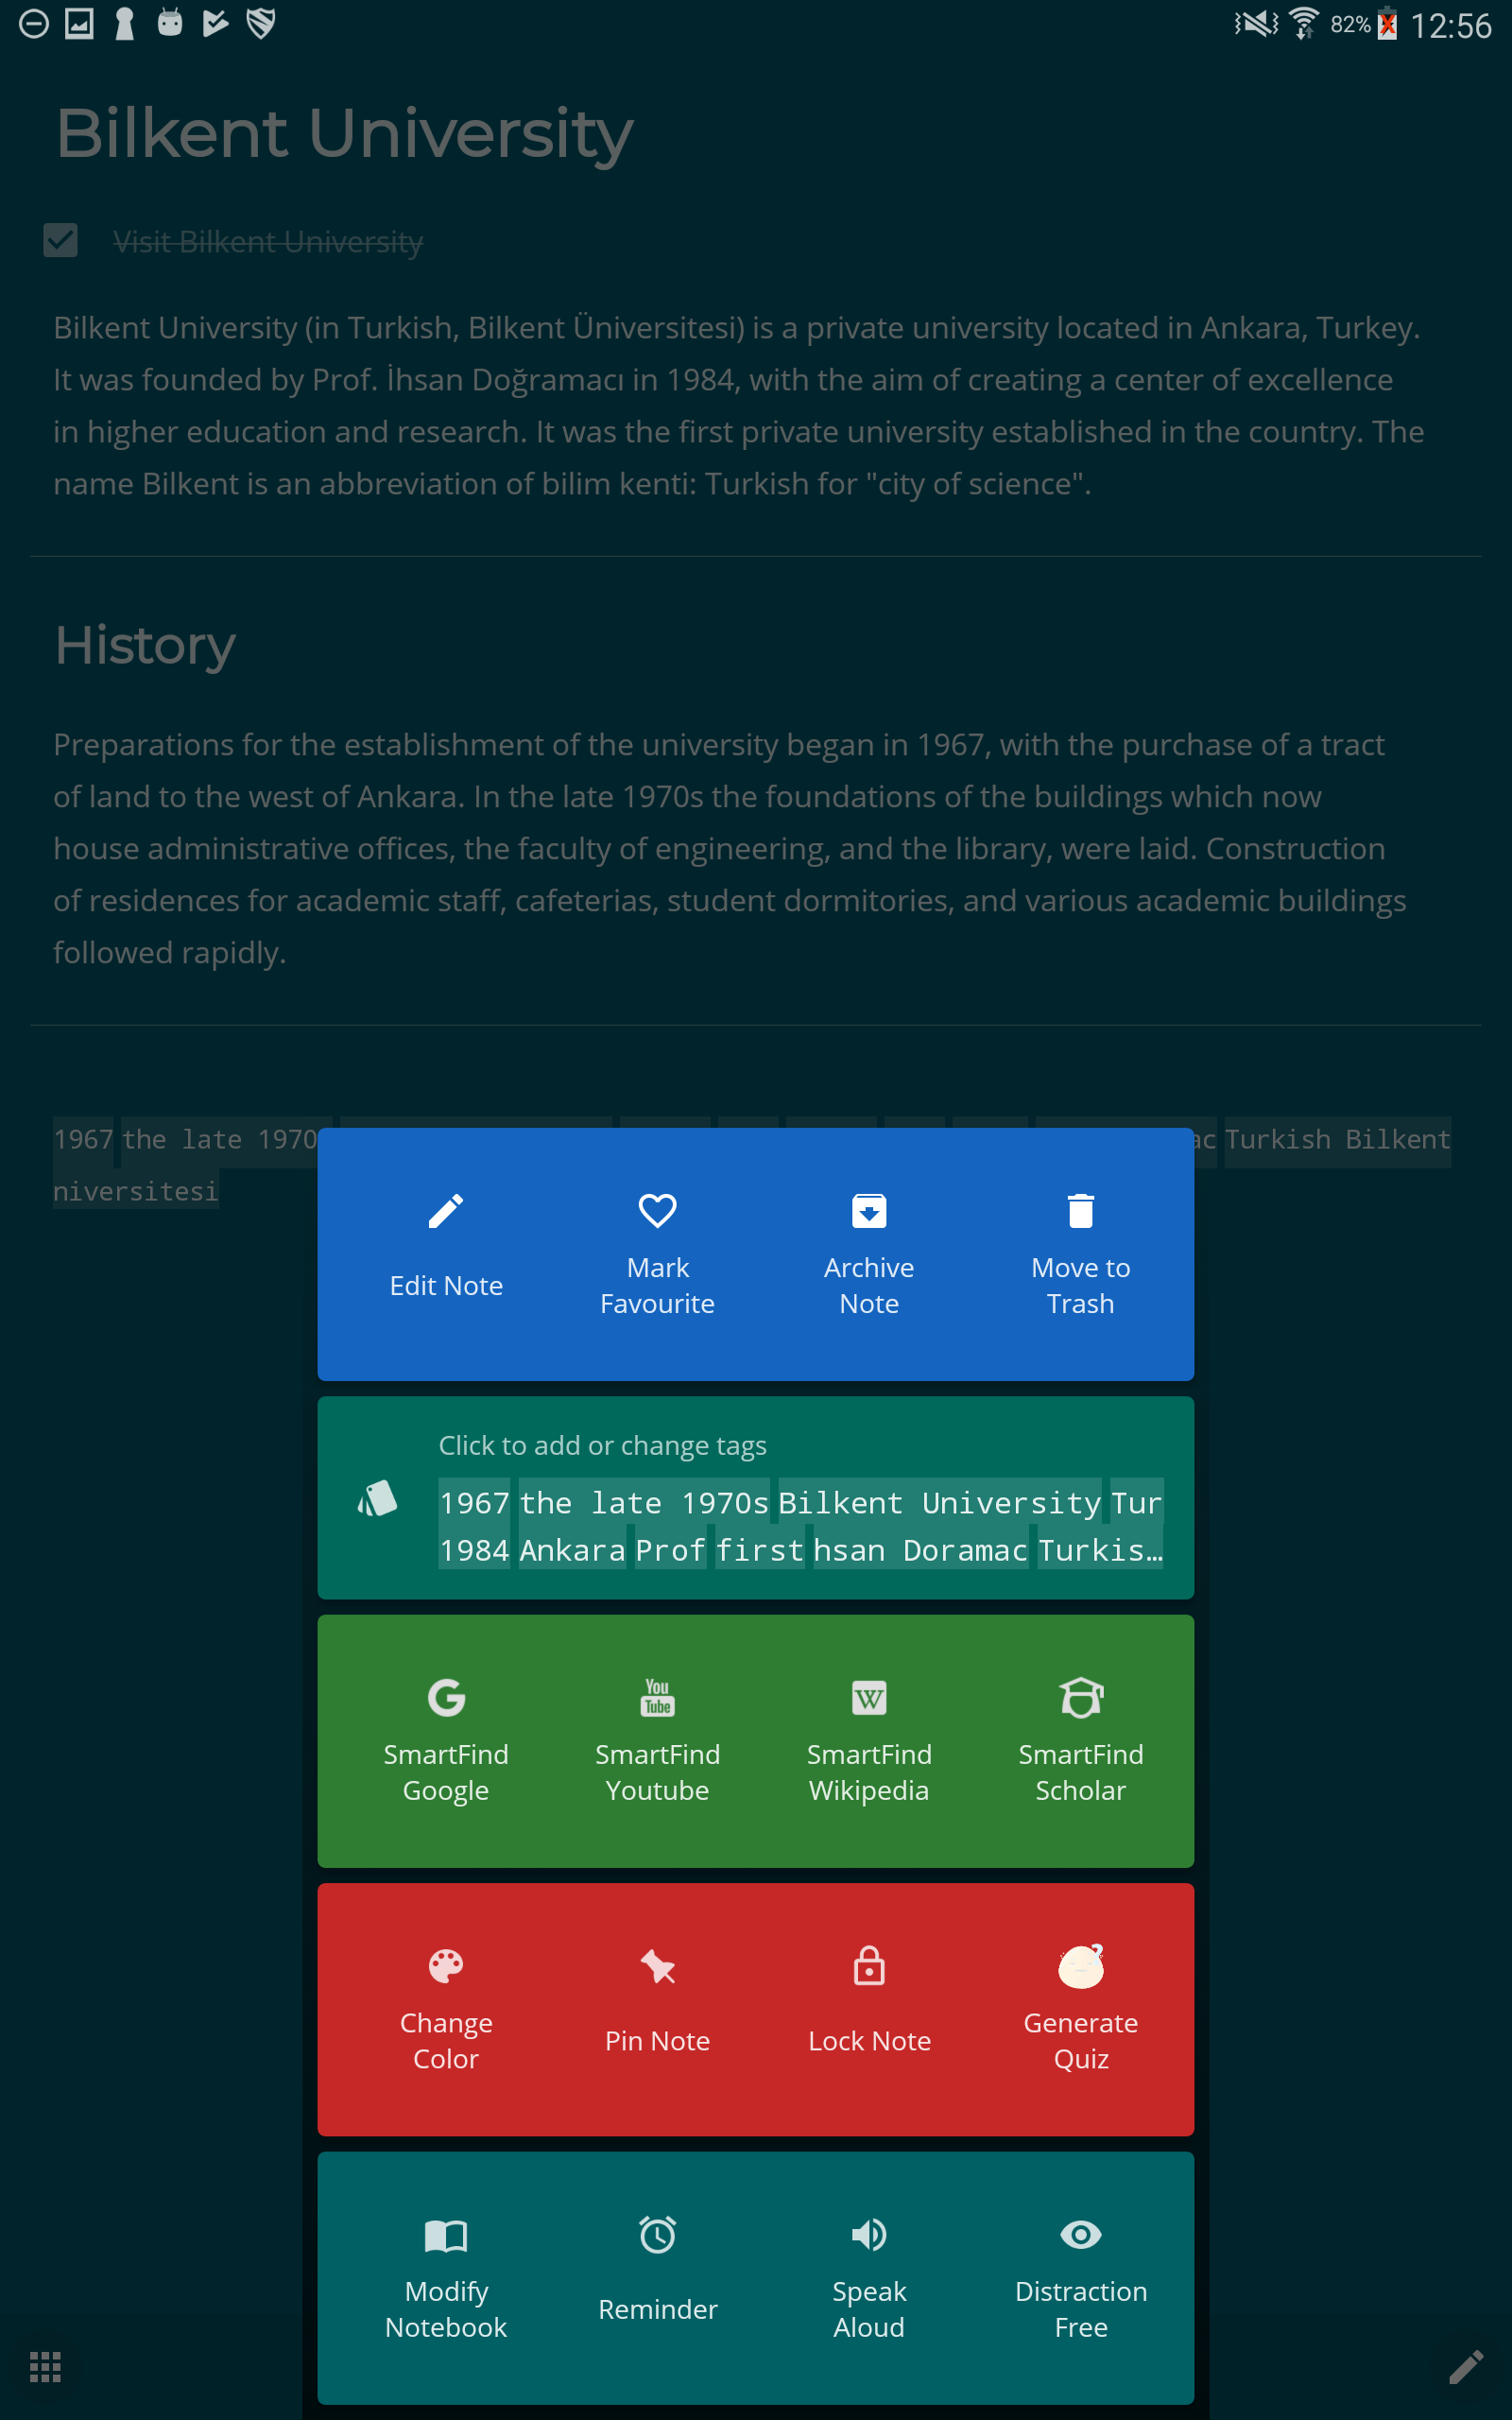 82% 12:56
Bilkent University
Visit Bilkent University
Bilkent University (in Turkish, Bilkent Üniversitesi) is a private university located in Ankara, Turkey.
It was founded by Prof. İhsan Doğramacı in 1984, with the aim of creating a center of excellence
in higher education and research. It was the first private university established in the country. The
name Bilkent is an abbreviation of bilim kenti: Turkish for "city of science".
History
Preparations for the establishment of the university began in 1967, with the purchase of a tract
of land to the west of Ankara. In the late 1970s the foundations of the buildings which now
house administrative offices, the faculty of engineering, and the library, were laid. Construction
of residences for academic staff, cafeterias, student dormitories, and various academic buildings
followed rapidly.
1967 the late 1970 ac Turkish Bilkent
niversitesi
Edit Note
Mark
Favourite
Archive
Note
Move to
Trash
Click to add or change tags
1967 the late 1970s Bilkent University Tur
1984 Ankara Prof first hsan Doramac Turkis…
You
Tube
W
SmartFind
Google
SmartFind
Youtube
SmartFind
Wikipedia
SmartFind
Scholar
Change
Color
Pin Note
Lock Note
Generate
Quiz
Modify
Notebook
Reminder
Speak
Aloud
Distraction
Free